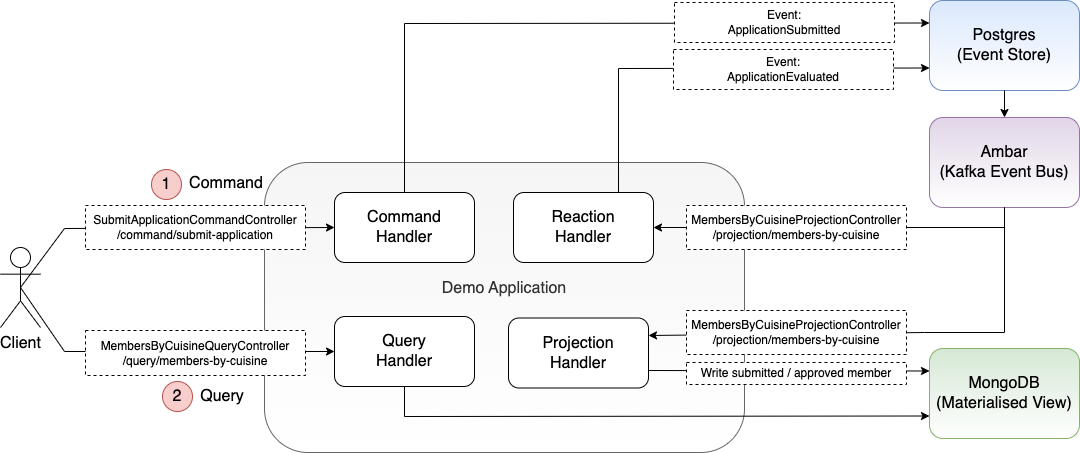 Event:
ApplicationSubmitted
Event:
ApplicationEvaluated
Postgres
(Event Store)
Ambar
(Kafka Event Bus)
1
Command
SubmitApplicationCommandController
/command/submit-application
Command
Handler
Reaction
Handler
MembersByCuisineProjectionController
/projection/members-by-cuisine
Demo Application
Client
MembersByCuisineQueryController
/query/members-by-cuisine
2
Query
Query
Handler
Projection
Handler
MembersByCuisineProjectionController
/projection/members-by-cuisine
Write submitted / approved member
MongoDB
(Materialised View)